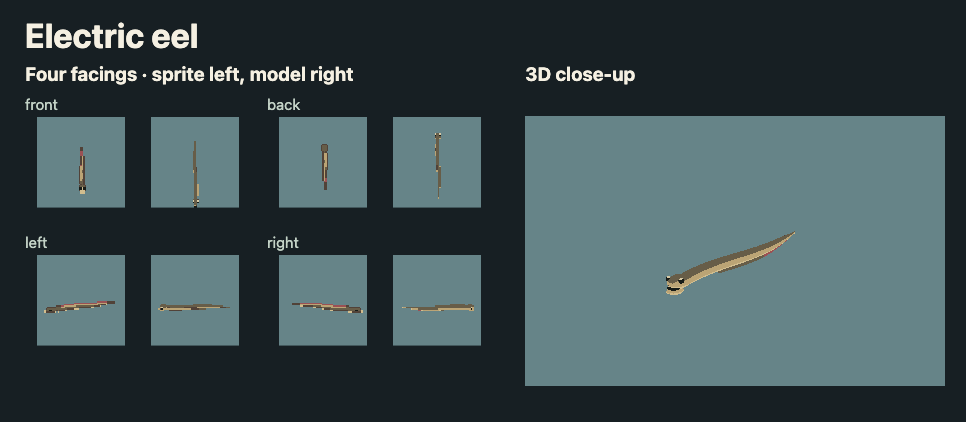 Electric eel
Four facings · sprite left, model right
3D close-up
front
back
left
right